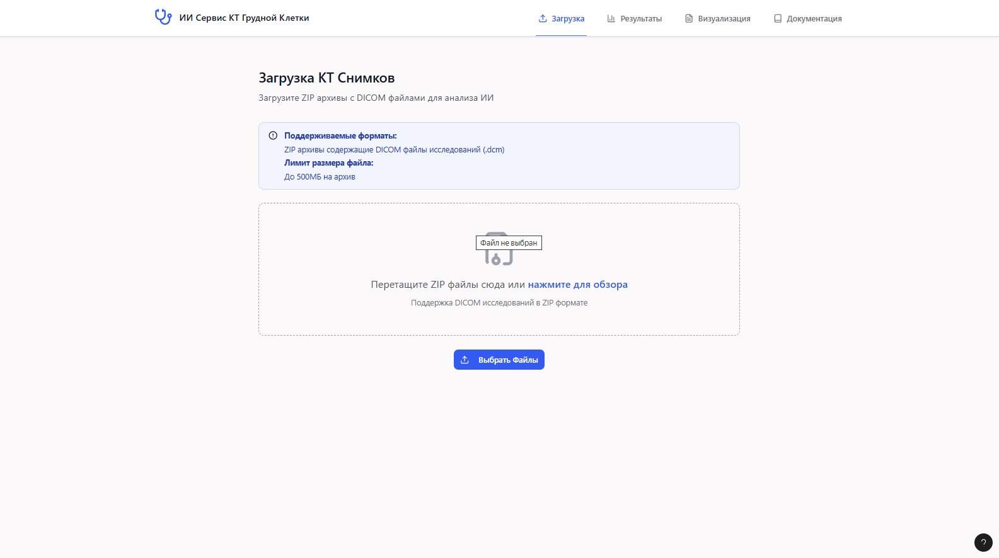 ИИ Сервис КТ Грудной Клетки
Загрузка
Результаты
Визуализация
Документация
Загрузка КТ Снимков
Загрузите ZIP архивы с DICOM файлами для анализа ИИ
Поддерживаемые форматы:
ZIP архивы содержащие DICOM файлы исследований (.dcm)
Лимит размера файла:
До 500МБ на архив
Файл не выбран
Перетащите ZIP файлы сюда или нажмите для обзора
Поддержка DICOM исследований в ZIP формате
Выбрать Файлы
?